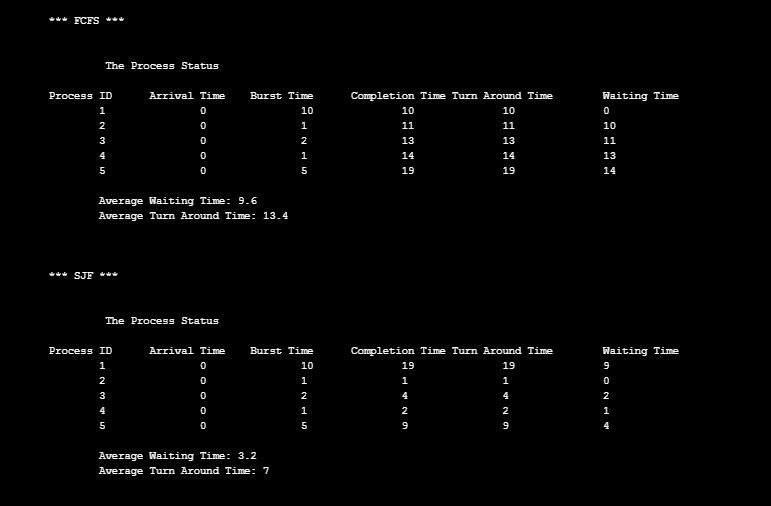 *** FCFS ***
The Process Status
Process ID Arrival Time Burst Time Completion Time Turn Around Time Waiting Time
1 0 10 10 10 0
2 0 1 11 11 10
3 0 2 13 13 11
4 0 1 14 14 13
5 0 5 19 19 14
Average Waiting Time: 9.6
Average Turn Around Time: 13.4
*** SJF ***
The Process Status
Process ID Arrival Time Burst Time Completion Time Turn Around Time Waiting Time
1 0 10 19 19 9
2 0 1 1 1 0
3 0 2 4 4 2
4 0 1 2 2 1
5 0 5 9 9 4
Average Waiting Time: 3.2
Average Turn Around Time: 7